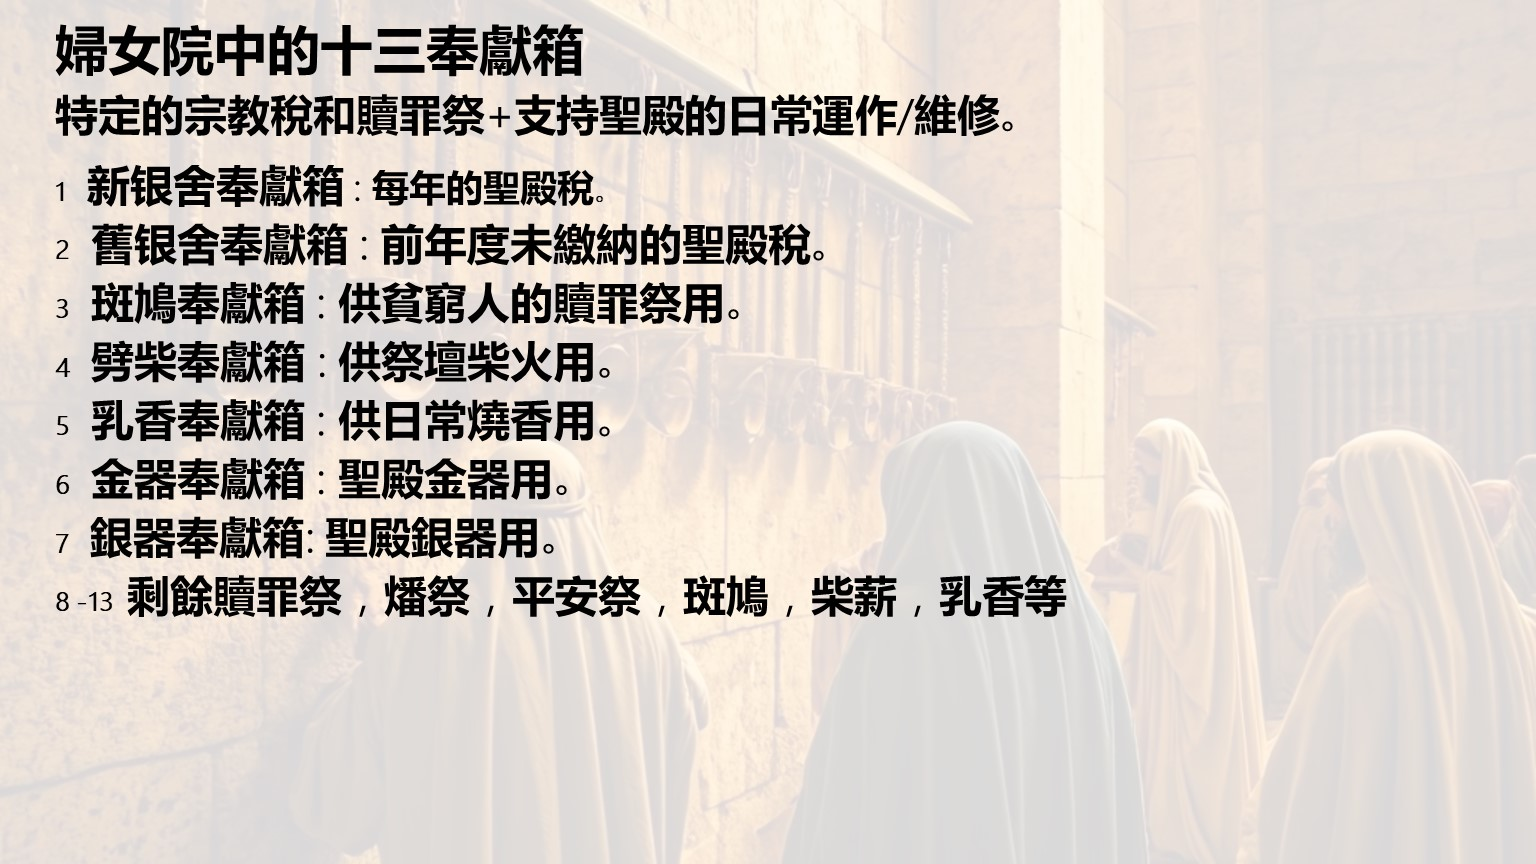 婦女院中的十三奉獻箱
特定的宗教稅和贖罪祭+支持聖殿的日常運作/維修。
1 新银舍奉獻箱 : 每年的聖殿稅。
2 舊银舍奉獻箱 : 前年度未繳納的聖殿稅。
3 斑鳩奉獻箱 : 供貧窮人的贖罪祭用。
4 劈柴奉獻箱 : 供祭壇柴火用。
5 乳香奉獻箱 : 供日常燒香用。
6 金器奉獻箱 : 聖殿金器用。
7 銀器奉獻箱: 聖殿銀器用。
8 -13 剩餘贖罪祭，燔祭，平安祭，斑鳩，柴薪，乳香等